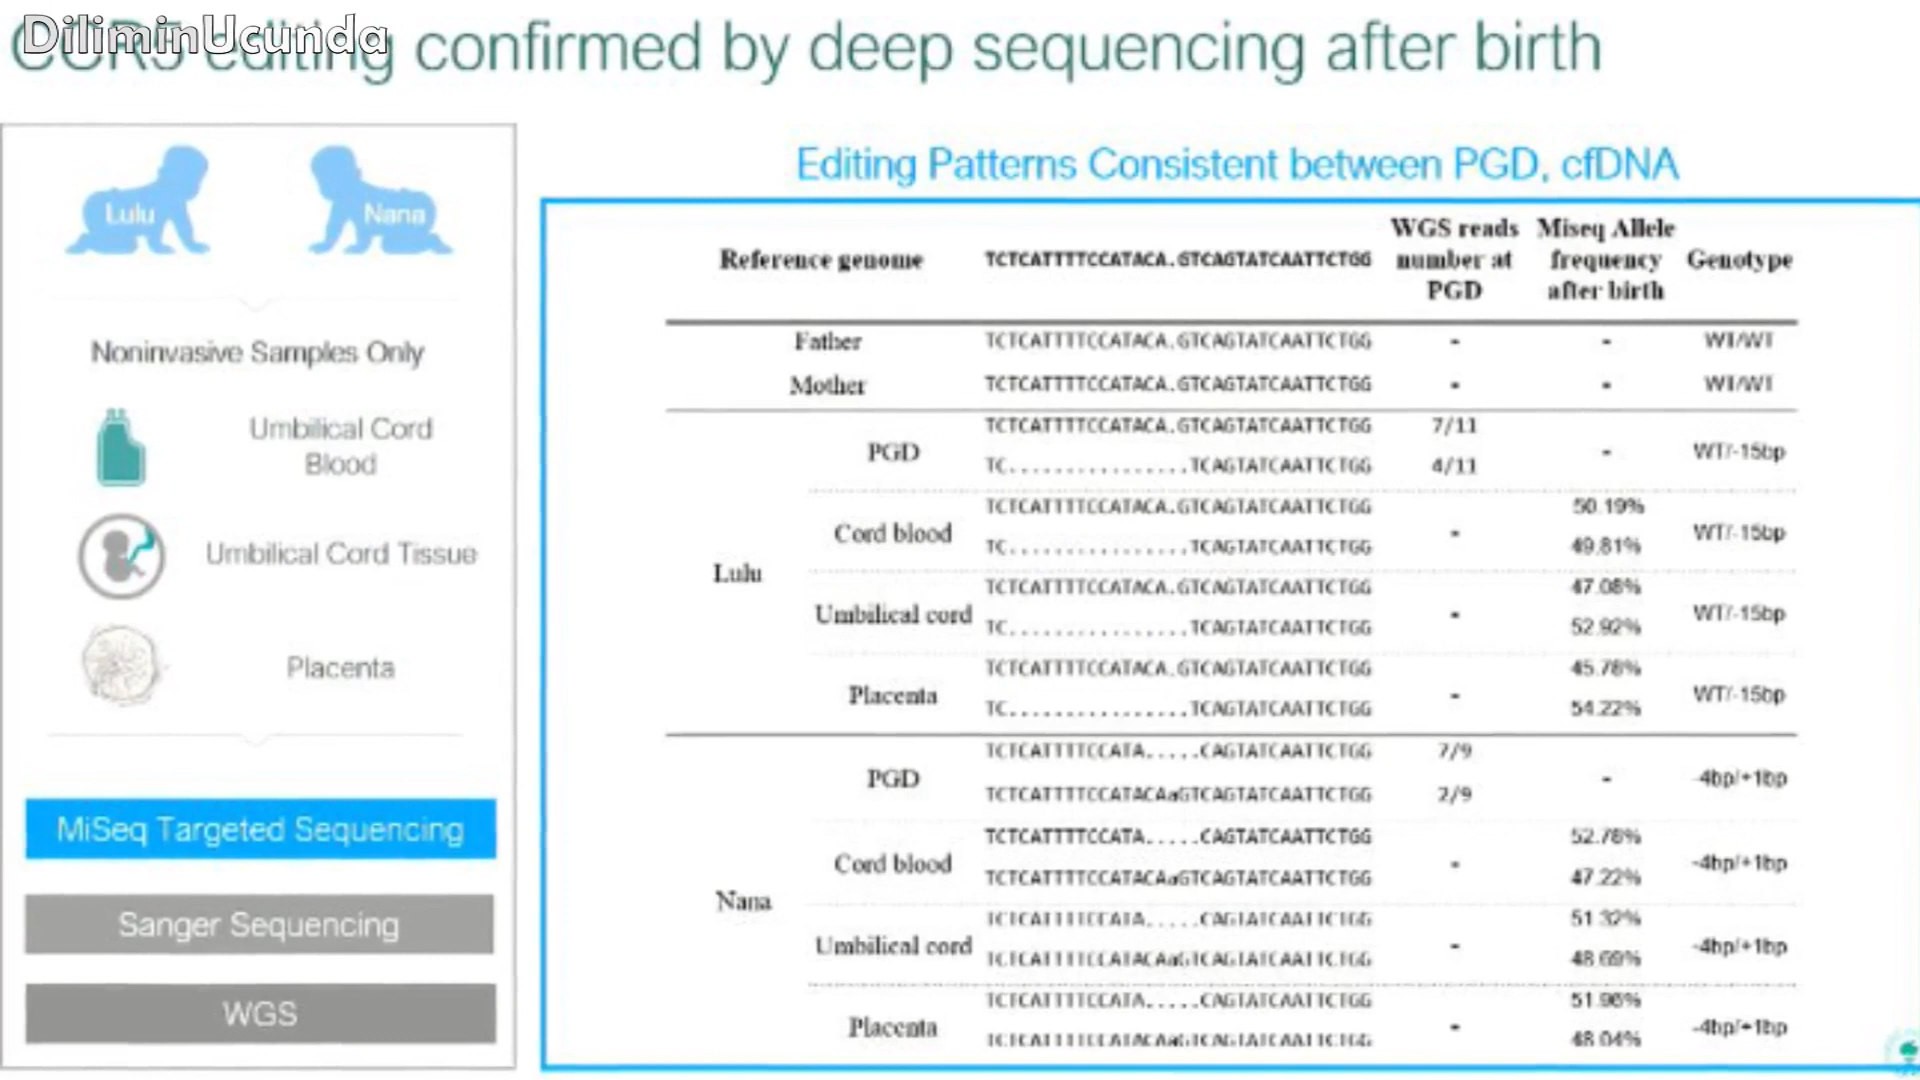 DiliminUcunda
CCR5 editing confirmed by deep sequencing after birth
Lulu
Nana
Noninvasive Samples Only
Umbilical Cord
Blood
Umbilical Cord Tissue
Placenta
MiSeq Targeted Sequencing
Sanger Sequencing
WGS
Editing Patterns Consistent between PGD, cfDNA
Reference genome TCTCATTTTCCATACA.GTCAGTATCAATTCTGG WGS reads number at PGD Miseq Allele frequency after birth Genotype
Father TCTCATTTTCCATACA.GTCAGTATCAATTCTGG - - WT/WT
Mother TCTCATTTTCCATACA.GTCAGTATCAATTCTGG - - WT/WT
Lulu
PGD TCTCATTTTCCATACA.GTCAGTATCAATTCTGG 7/11 - WT/-15bp
TC...............TCAGTATCAATTCTGG 4/11
Cord blood TCTCATTTTCCATACA.GTCAGTATCAATTCTGG - 50.19% WT/-15bp
TC...............TCAGTATCAATTCTGG 49.81%
Umbilical cord TCTCATTTTCCATACA.GTCAGTATCAATTCTGG - 47.08% WT/-15bp
TC...............TCAGTATCAATTCTGG 52.92%
Placenta TCTCATTTTCCATACA.GTCAGTATCAATTCTGG - 45.78% WT/-15bp
TC...............TCAGTATCAATTCTGG 54.22%
Nana
PGD TCTCATTTTCCATA.....CAGTATCAATTCTGG 7/9 - -4bp/+1bp
TCTCATTTTCCATACAaGTCAGTATCAATTCTGG 2/9
Cord blood TCTCATTTTCCATA.....CAGTATCAATTCTGG - 52.78% -4bp/+1bp
TCTCATTTTCCATACAaGTCAGTATCAATTCTGG 47.22%
Umbilical cord TCTCATTTTCCATA.....CAGTATCAATTCTGG - 51.32% -4bp/+1bp
TCTCATTTTCCATACAaGTCAGTATCAATTCTGG 48.69%
Placenta TCTCATTTTCCATA.....CAGTATCAATTCTGG - 51.96% -4bp/+1bp
TCTCATTTTCCATACAaGTCAGTATCAATTCTGG 48.04%